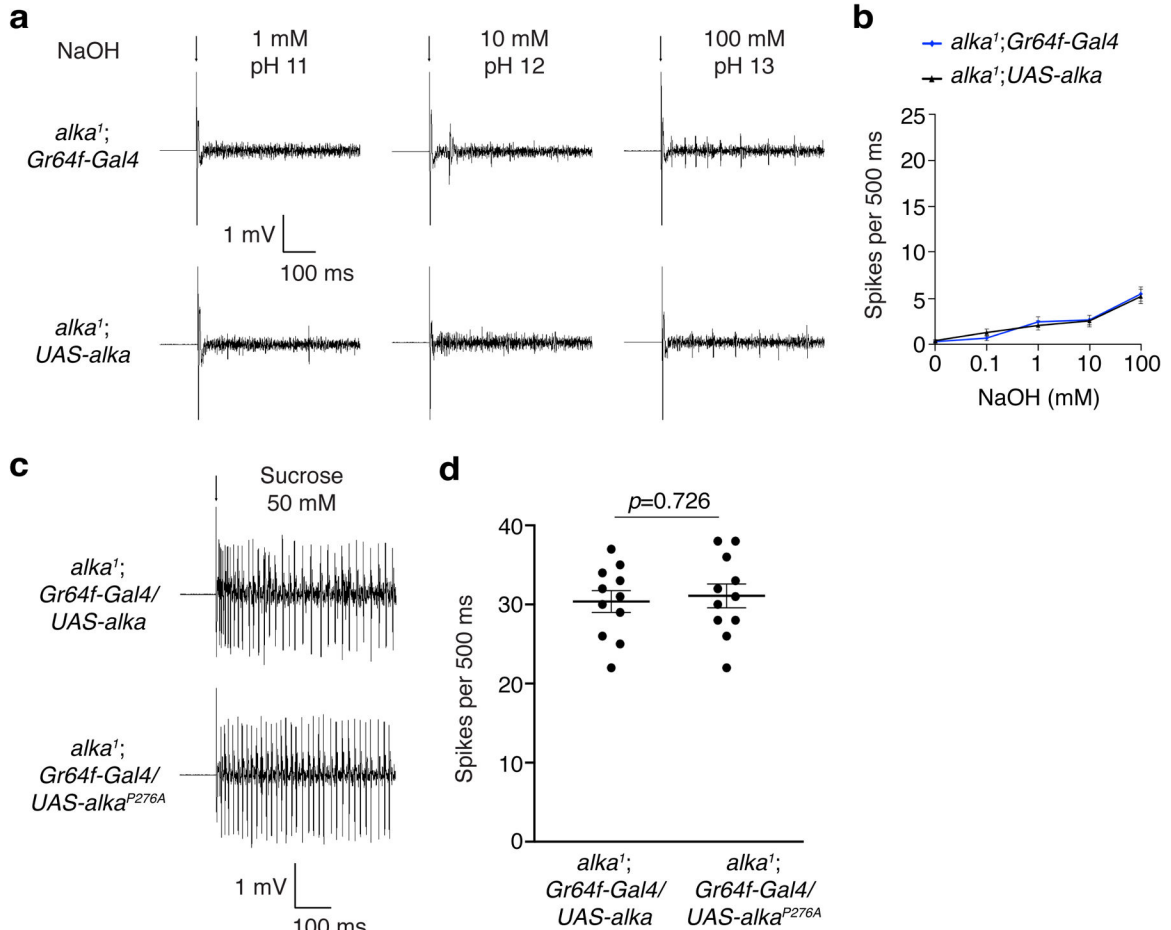 a
NaOH
1 mM
pH 11
10 mM
pH 12
100 mM
pH 13
alka¹;
Gr64f-Gal4
1 mV
100 ms
alka¹;
UAS-alka
b
alka¹;Gr64f-Gal4
alka¹;UAS-alka
Spikes per 500 ms
25
20
15
10
5
0
0 0.1 1 10 100
NaOH (mM)
c
Sucrose
50 mM
alka¹;
Gr64f-Gal4/
UAS-alka
alka¹;
Gr64f-Gal4/
UAS-alkaᴾ²⁷⁶ᴬ
1 mV
100 ms
d
p=0.726
Spikes per 500 ms
40
30
20
10
0
alka¹;
Gr64f-Gal4/
UAS-alka
alka¹;
Gr64f-Gal4/
UAS-alkaᴾ²⁷⁶ᴬ